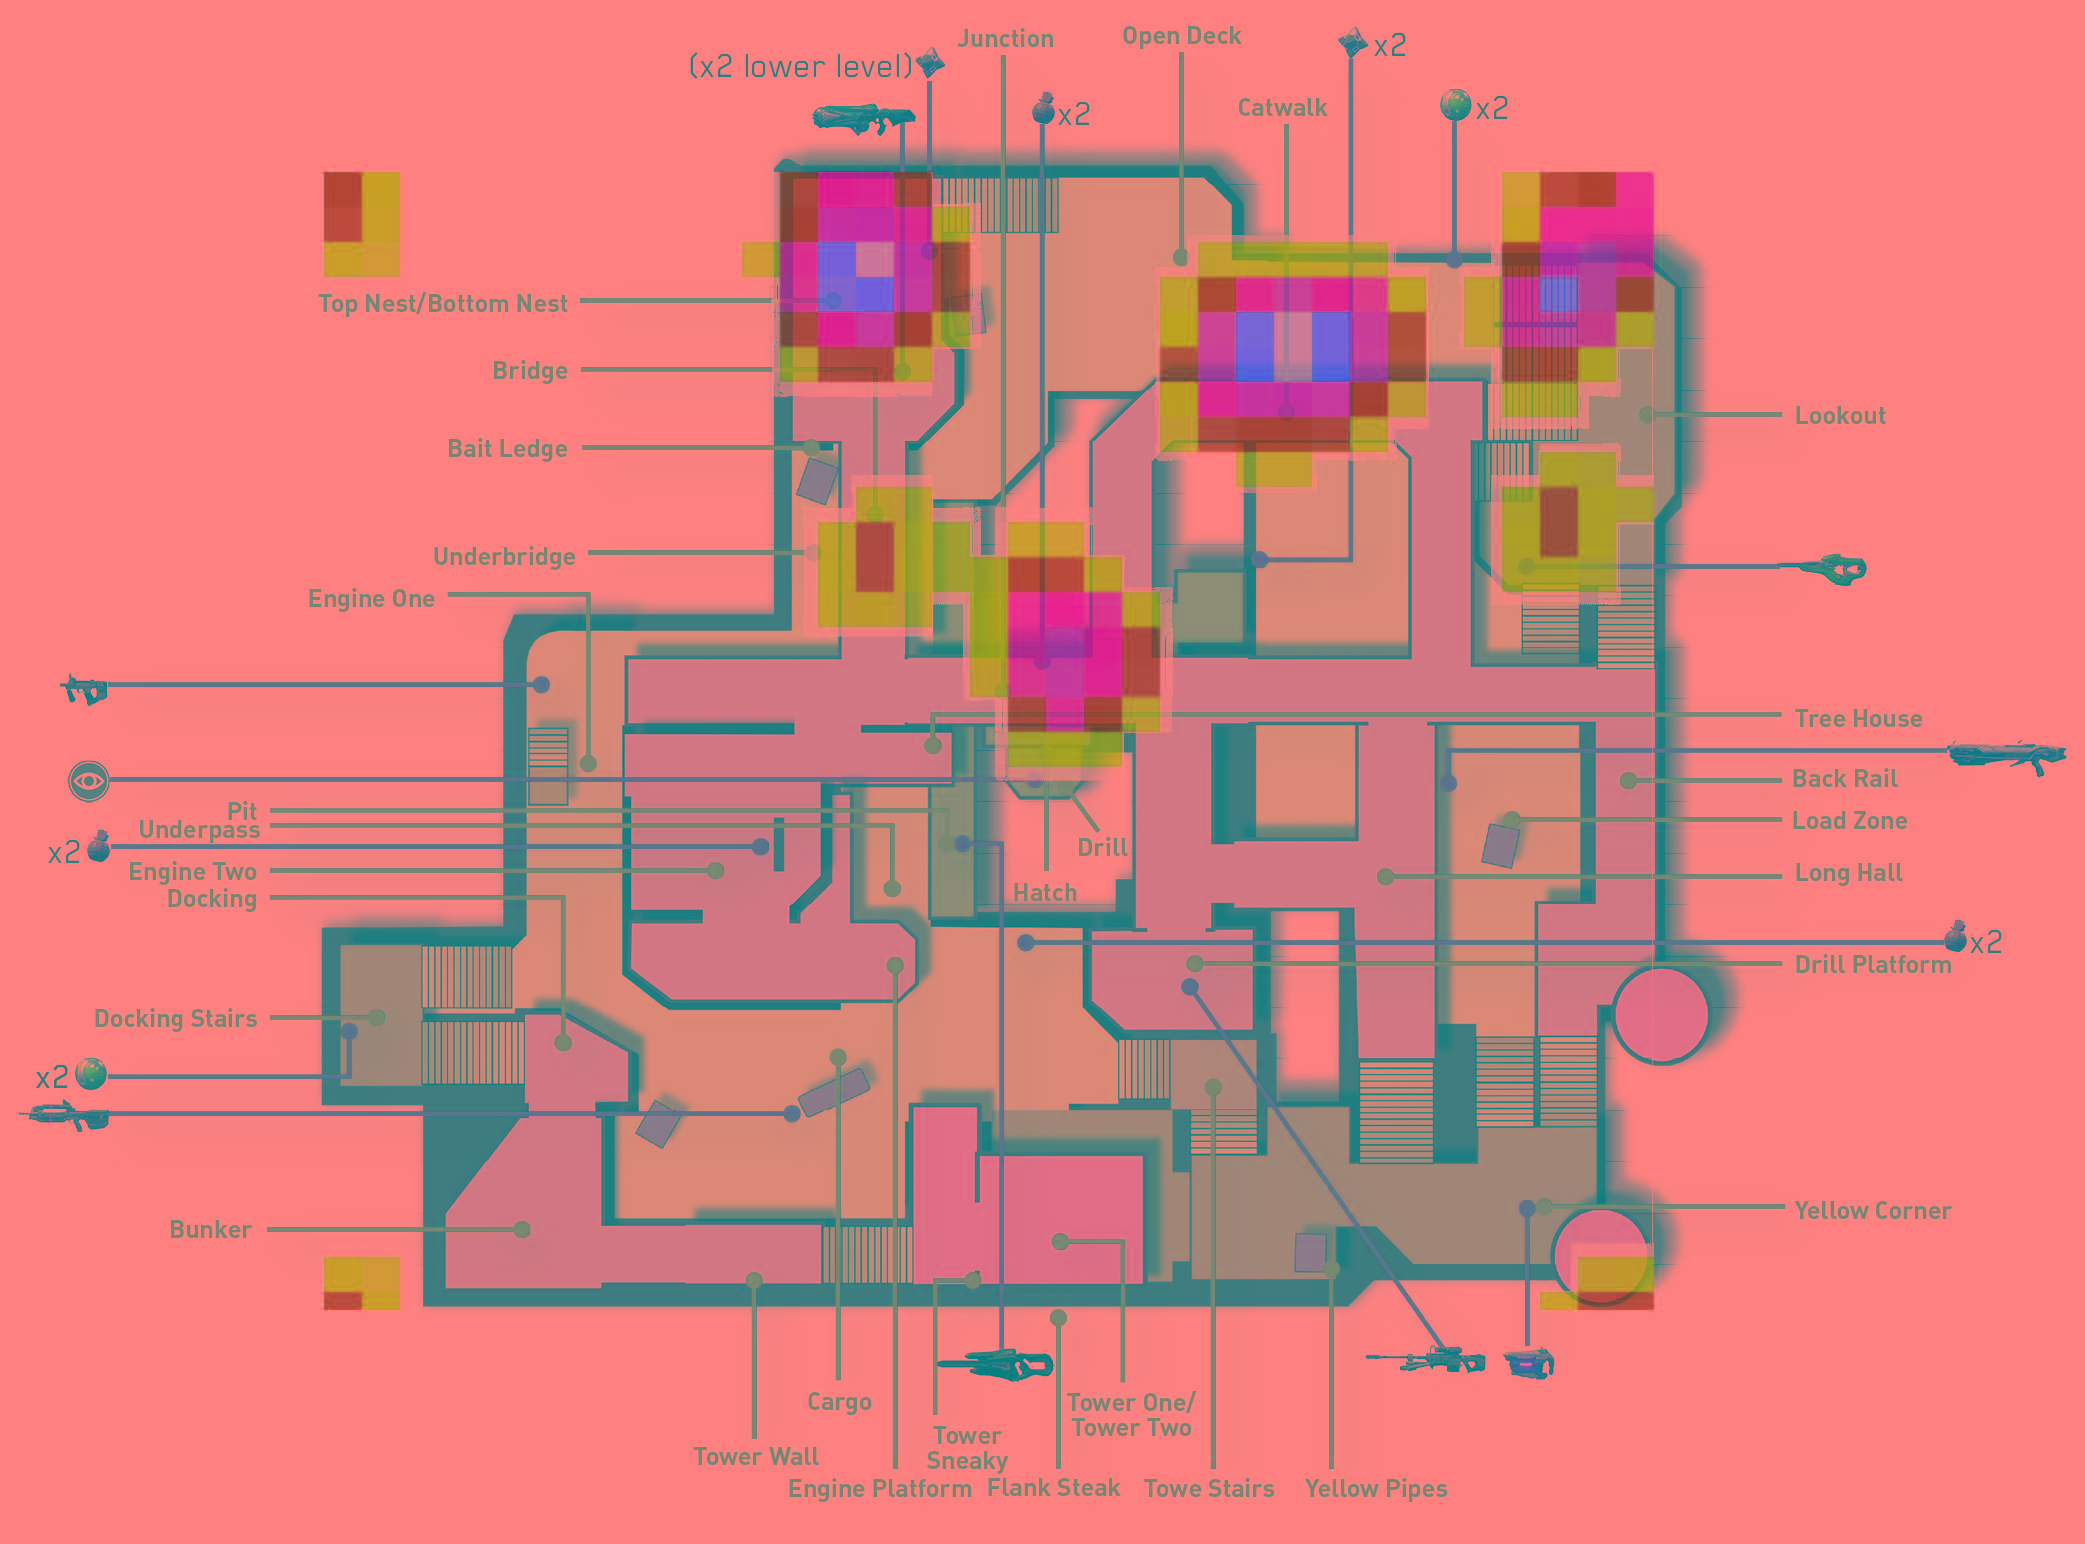 Junction
Open Deck
(x2 lower level)
x2
x2
Catwalk
x2
Top Nest/Bottom Nest
Bridge
Lookout
Bait Ledge
Underbridge
Engine One
Tree House
Back Rail
Pit
Underpass
Load Zone
x2
Drill
Engine Two
Long Hall
Docking
Hatch
x2
Drill Platform
Docking Stairs
x2
Bunker
Yellow Corner
Cargo
Tower One/
Tower Two
Tower
Sneaky
Tower Wall
Engine Platform
Flank Steak
Towe Stairs
Yellow Pipes